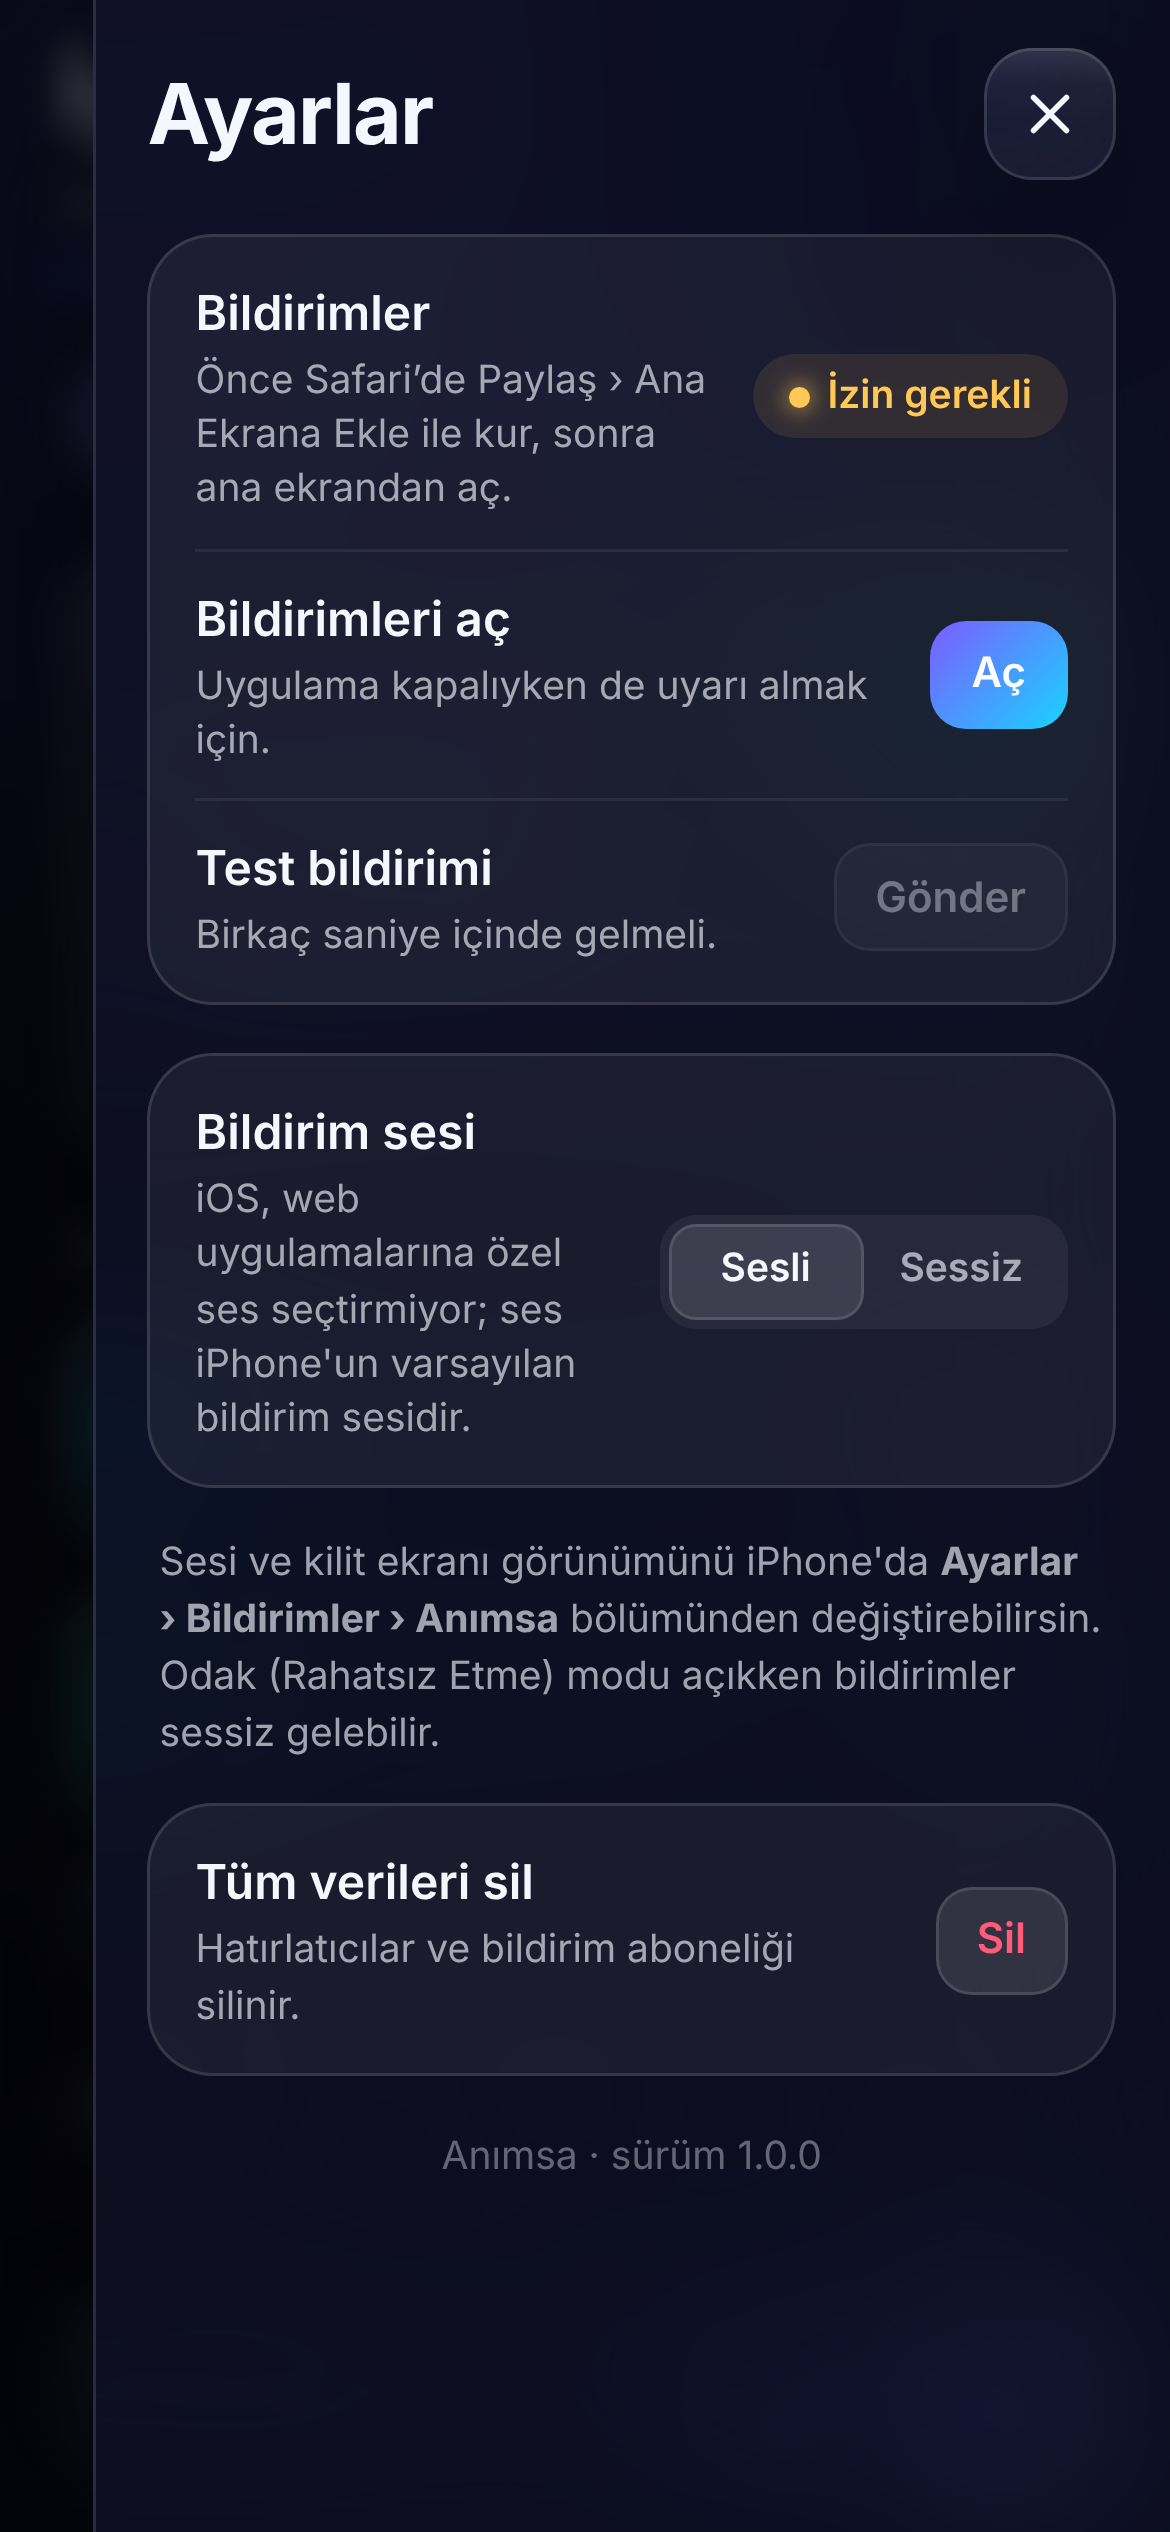 Ayarlar
Bildirimler
Önce Safari’de Paylaş › Ana
Ekrana Ekle ile kur, sonra
ana ekrandan aç.
İzin gerekli
Bildirimleri aç
Uygulama kapalıyken de uyarı almak
için.
Aç
Test bildirimi
Birkaç saniye içinde gelmeli.
Gönder
Bildirim sesi
iOS, web
uygulamalarına özel
ses seçtirmiyor; ses
iPhone'un varsayılan
bildirim sesidir.
Sesli
Sessiz
Sesi ve kilit ekranı görünümünü iPhone'da Ayarlar
› Bildirimler › Anımsa bölümünden değiştirebilirsin.
Odak (Rahatsız Etme) modu açıkken bildirimler
sessiz gelebilir.
Tüm verileri sil
Hatırlatıcılar ve bildirim aboneliği
silinir.
Sil
Anımsa · sürüm 1.0.0